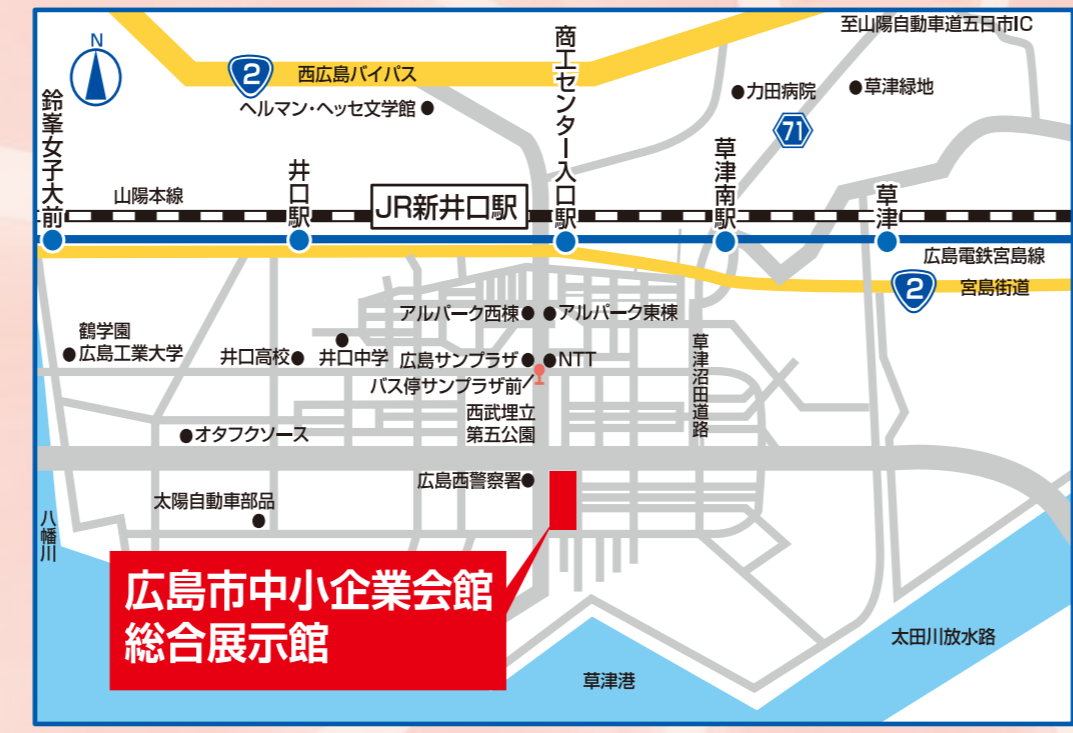 至山陽自動車道五日市IC
N
2
西広島バイパス
ヘルマン・ヘッセ文学館
力田病院
草津緑地
71
鈴峯女子大前
井口駅
商工センター入口駅
草津南駅
草津
山陽本線
JR新井口駅
広島電鉄宮島線
2
宮島街道
アルパーク西棟
アルパーク東棟
鶴学園
広島工業大学
井口高校
井口中学
広島サンプラザ
NTT
バス停サンプラザ前
草津沼田道路
西武埋立
第五公園
オタフクソース
広島西警察署
太陽自動車部品
八幡川
広島市中小企業会館
総合展示館
太田川放水路
草津港